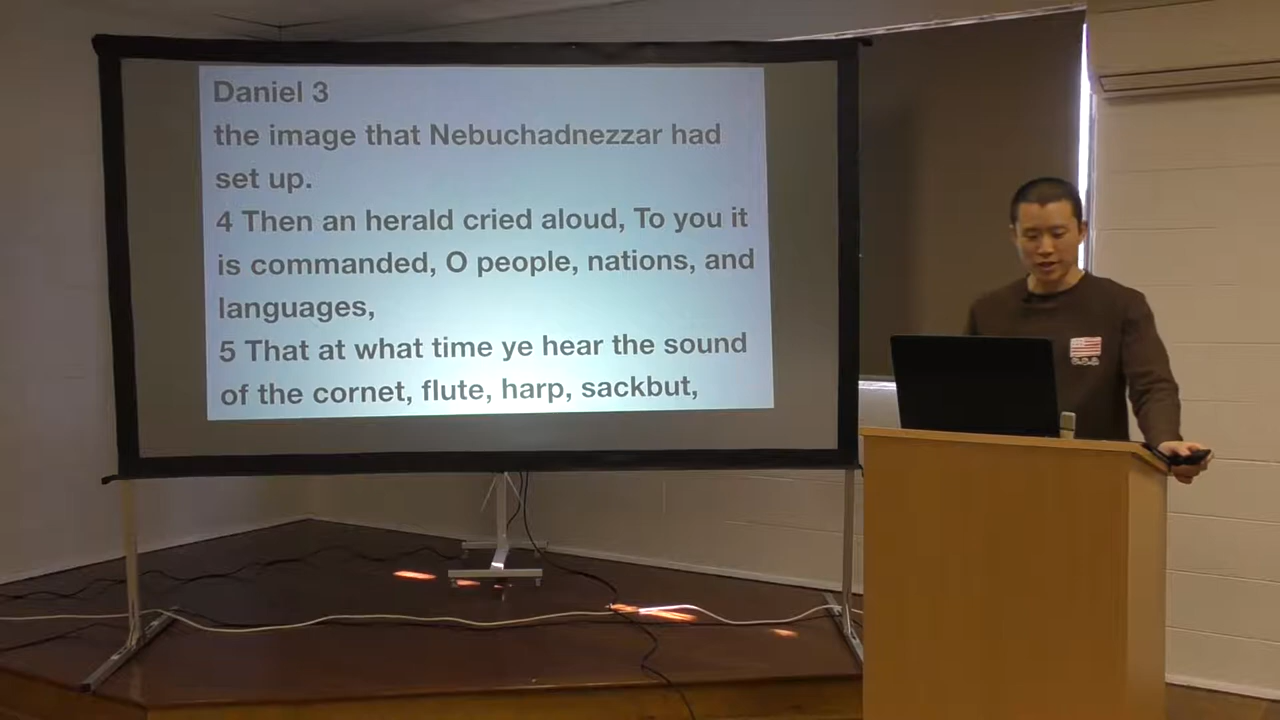 Daniel 3
the image that Nebuchadnezzar had
set up.
4 Then an herald cried aloud, To you it
is commanded, O people, nations, and
languages,
5 That at what time ye hear the sound
of the cornet, flute, harp, sackbut,